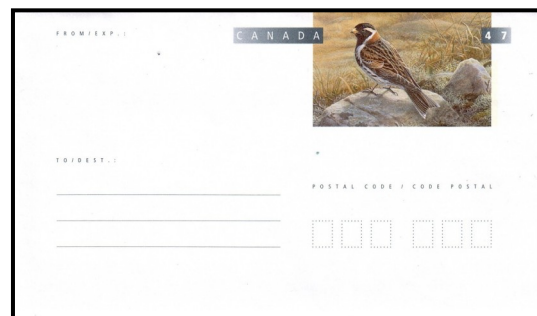 FROM/EXP.:
CANADA 47
TO/DEST.:
POSTAL CODE / CODE POSTAL